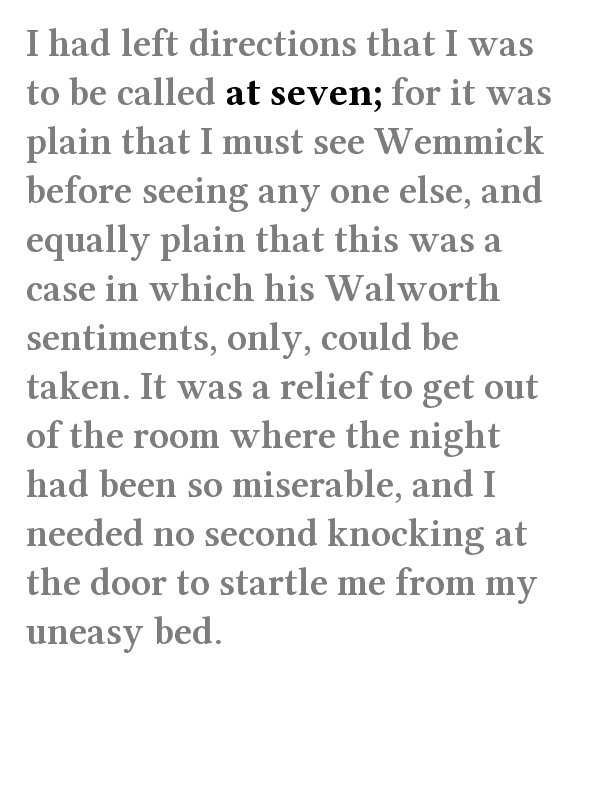 I had left directions that I was
to be called at seven; for it was
plain that I must see Wemmick
before seeing any one else, and
equally plain that this was a
case in which his Walworth
sentiments, only, could be
taken. It was a relief to get out
of the room where the night
had been so miserable, and I
needed no second knocking at
the door to startle me from my
uneasy bed.